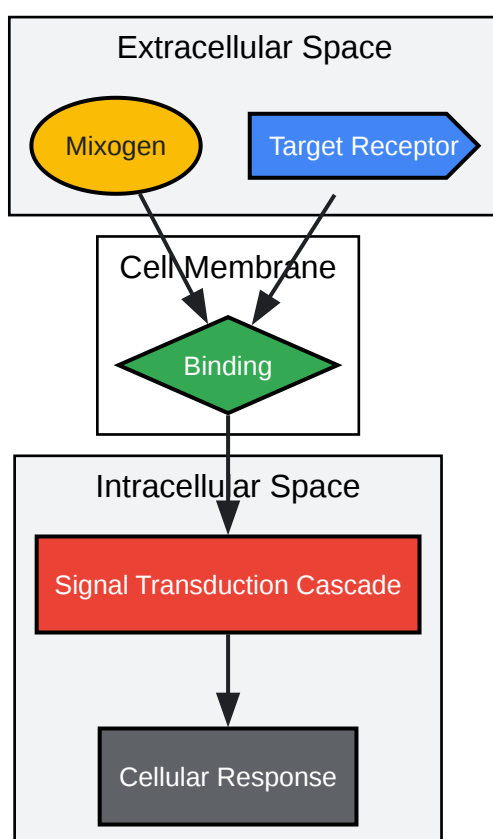 Extracellular Space
Mixogen
Target Receptor
Cell Membrane
Binding
Intracellular Space
Signal Transduction Cascade
Cellular Response